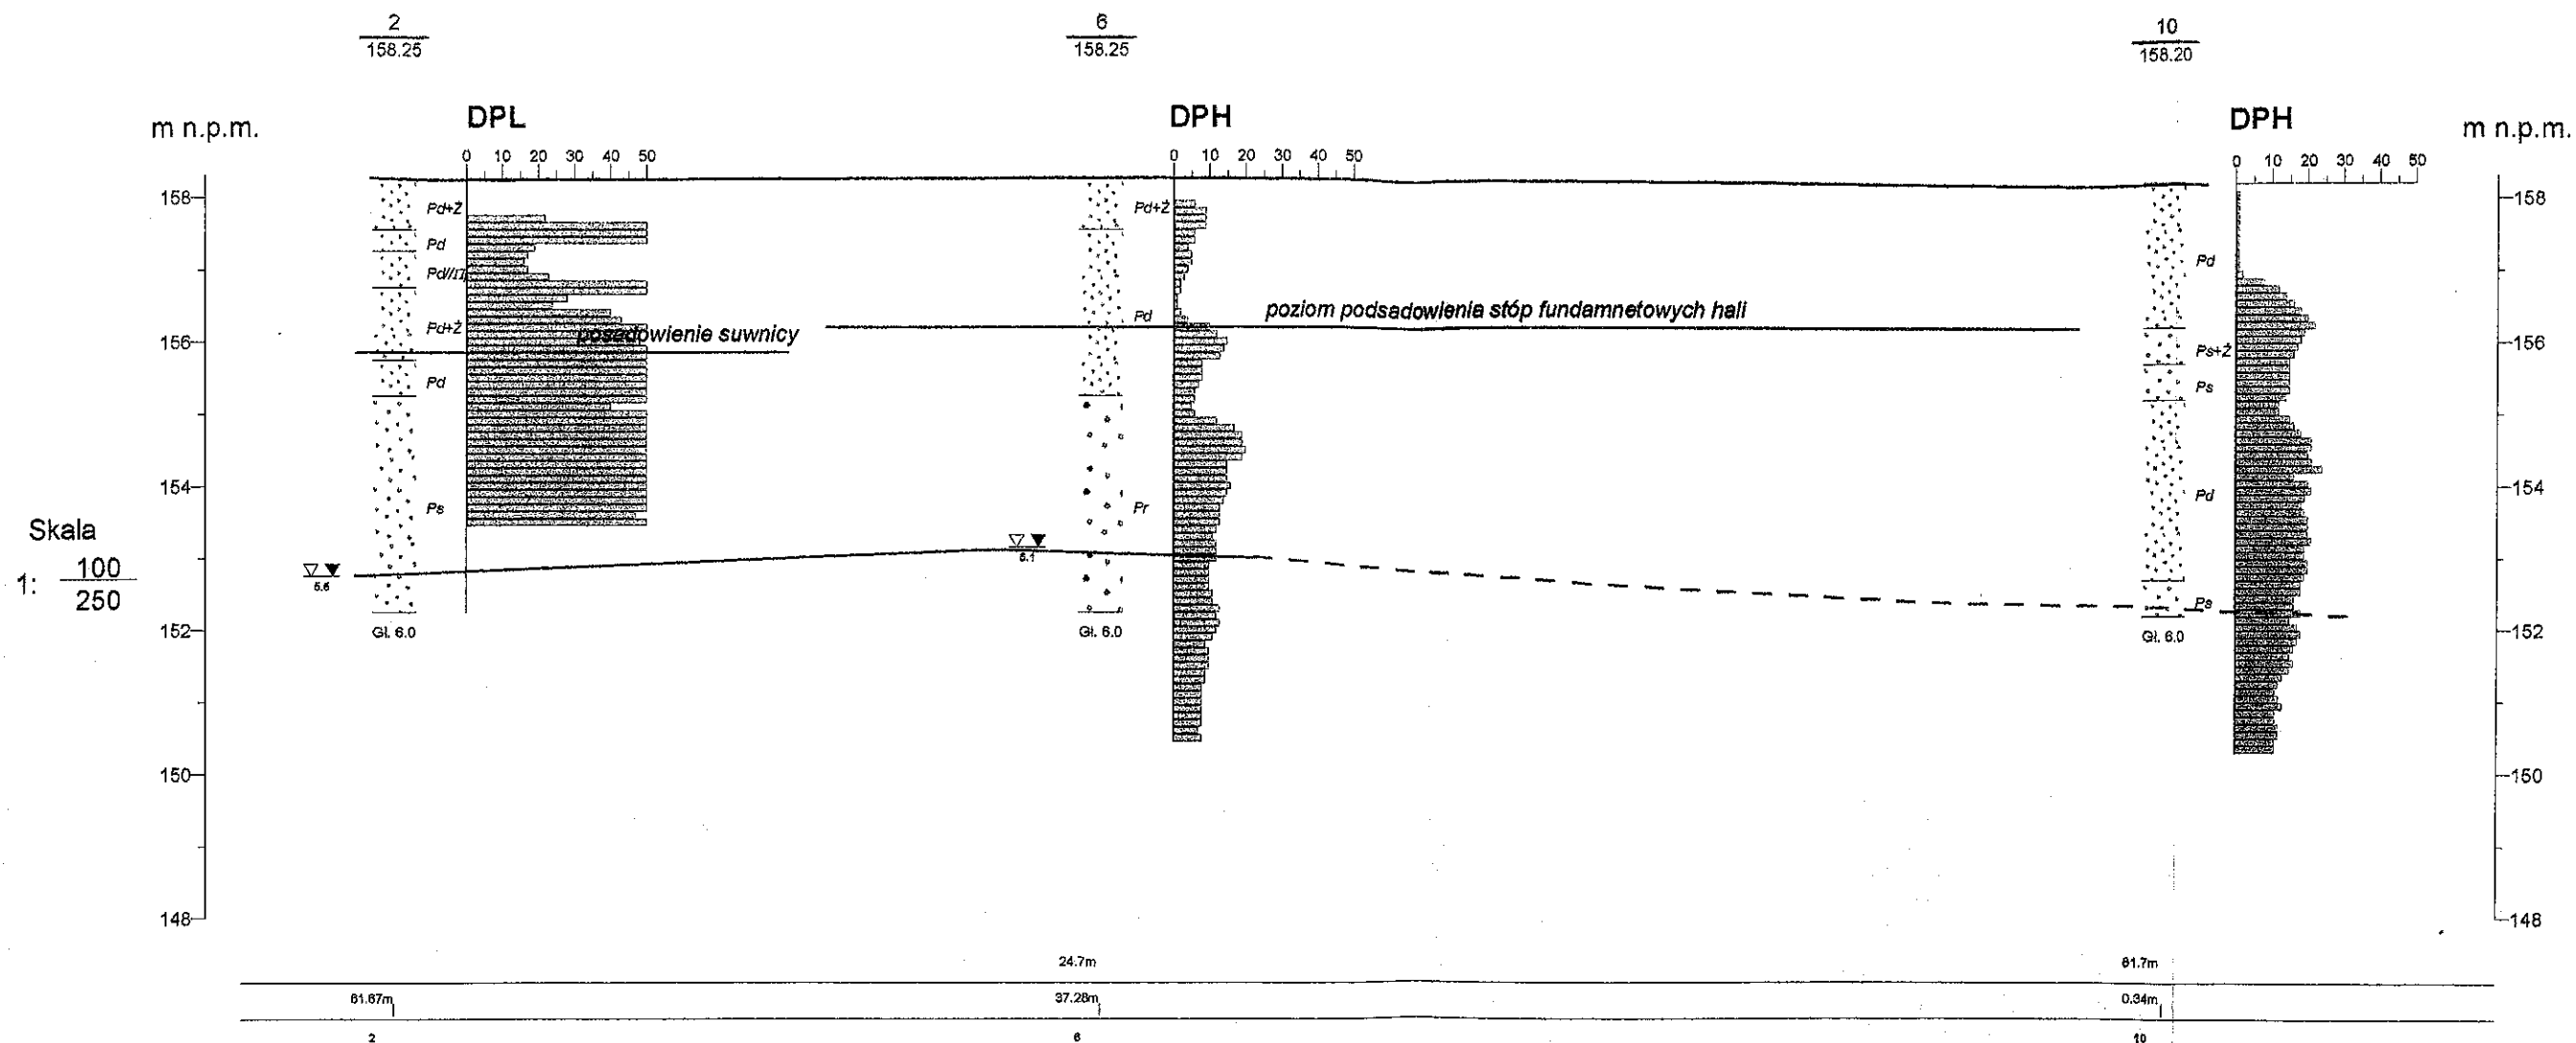 2
158.25
6
158.25
10
158.20
m n.p.m.
DPL
DPH
DPH
m n.p.m.
0 10 20 30 40 50
0 10 20 30 40 50
0 10 20 30 40 50
158
156
154
152
150
148
158
156
154
152
150
148
Pd+Ż
Pd
Pd//
Pd+Ż
Pd
Ps
Pd+Ż
Pd
Pr
Pd
Ps+Ż
Ps
Pd
Ps
posadowienie suwnicy
poziom podsadowienia stóp fundamnetowych hali
Skala
1: 100
250
5.1
Gł. 6.0
Gł. 6.0
Gł. 6.0
24.7m
61.7m
61.67m
37.28m
0.34m
2
6
10